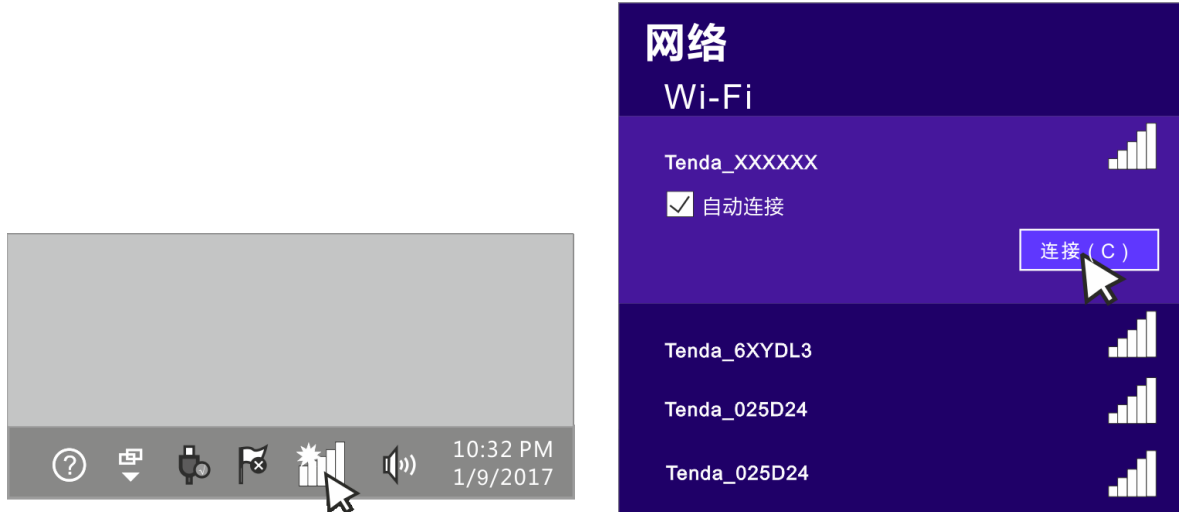 10:32 PM
1/9/2017
网络
Wi-Fi
Tenda_XXXXXX
自动连接
连接（C）
Tenda_6XYDL3
Tenda_025D24
Tenda_025D24